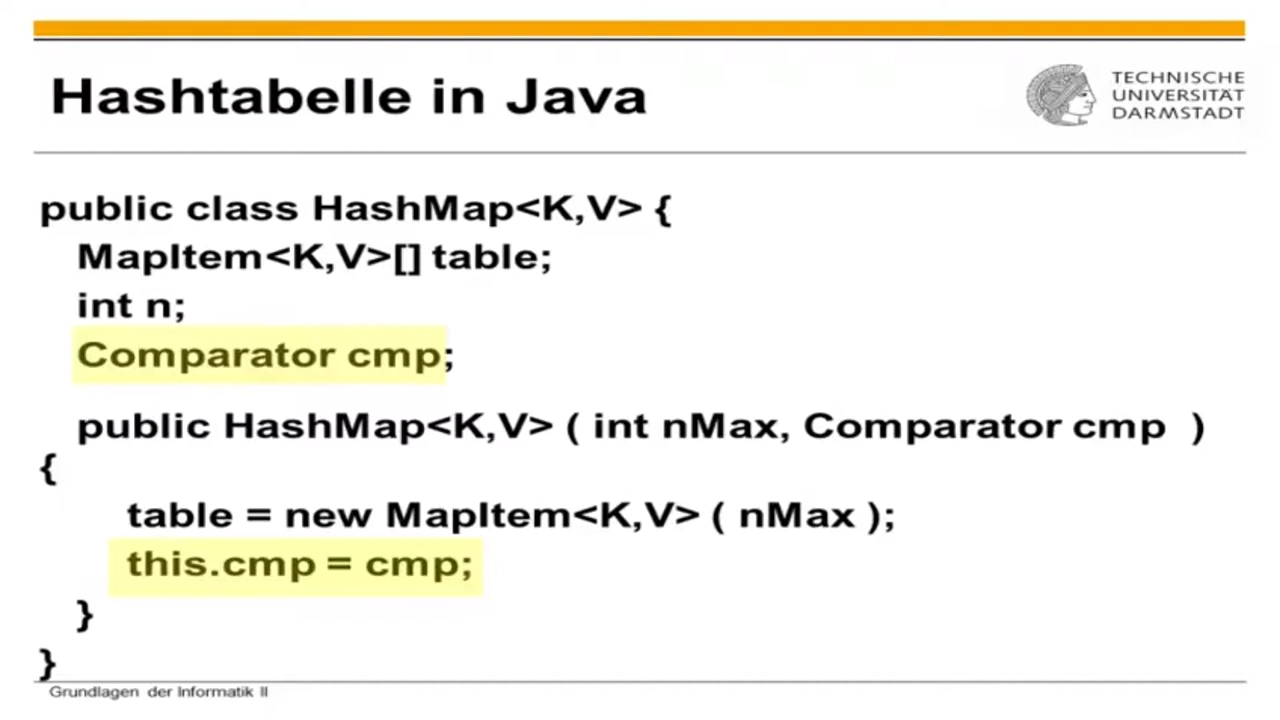 Hashtabelle in Java
TECHNISCHE
UNIVERSITÄT
DARMSTADT
public class HashMap<K,V> {
MapItem<K,V>[] table;
int n;
Comparator cmp;
public HashMap<K,V> ( int nMax, Comparator cmp )
{
table = new MapItem<K,V> ( nMax );
this.cmp = cmp;
}
}
Grundlagen der Informatik II